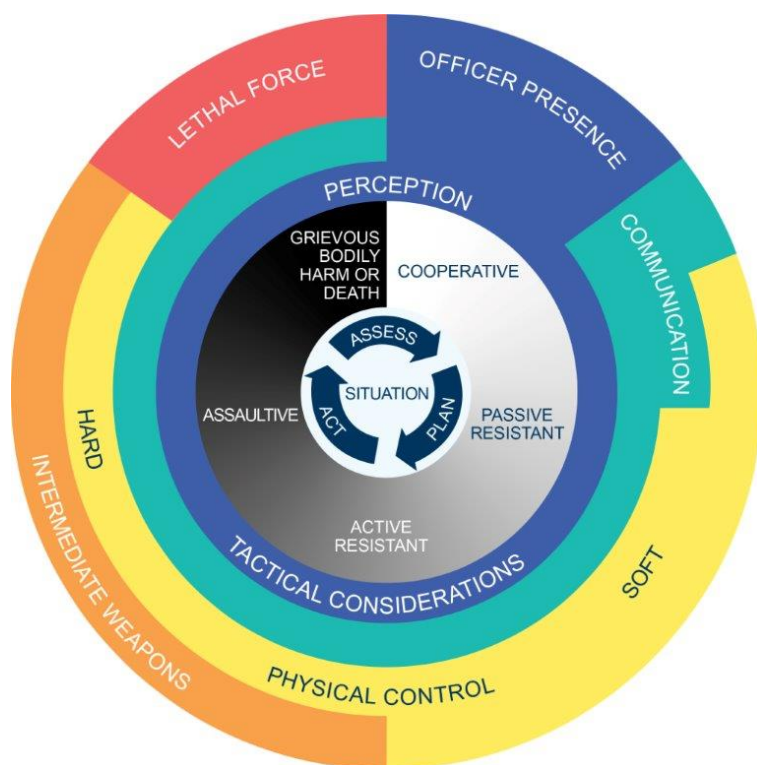 LETHAL FORCE
OFFICER PRESENCE
COMMUNICATION
PERCEPTION
GRIEVOUS
BODILY
HARM OR
DEATH
COOPERATIVE
ASSESS
SITUATION
PLAN
ACT
ASSAULTIVE
PASSIVE
RESISTANT
ACTIVE
RESISTANT
TACTICAL CONSIDERATIONS
HARD
SOFT
PHYSICAL CONTROL
INTERMEDIATE WEAPONS